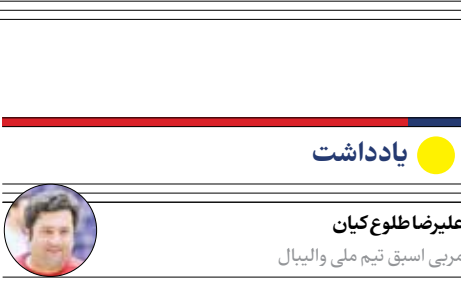 یادداشت
علیرضا طلوع کیان
مربی اسبق تیم ملی والیبال